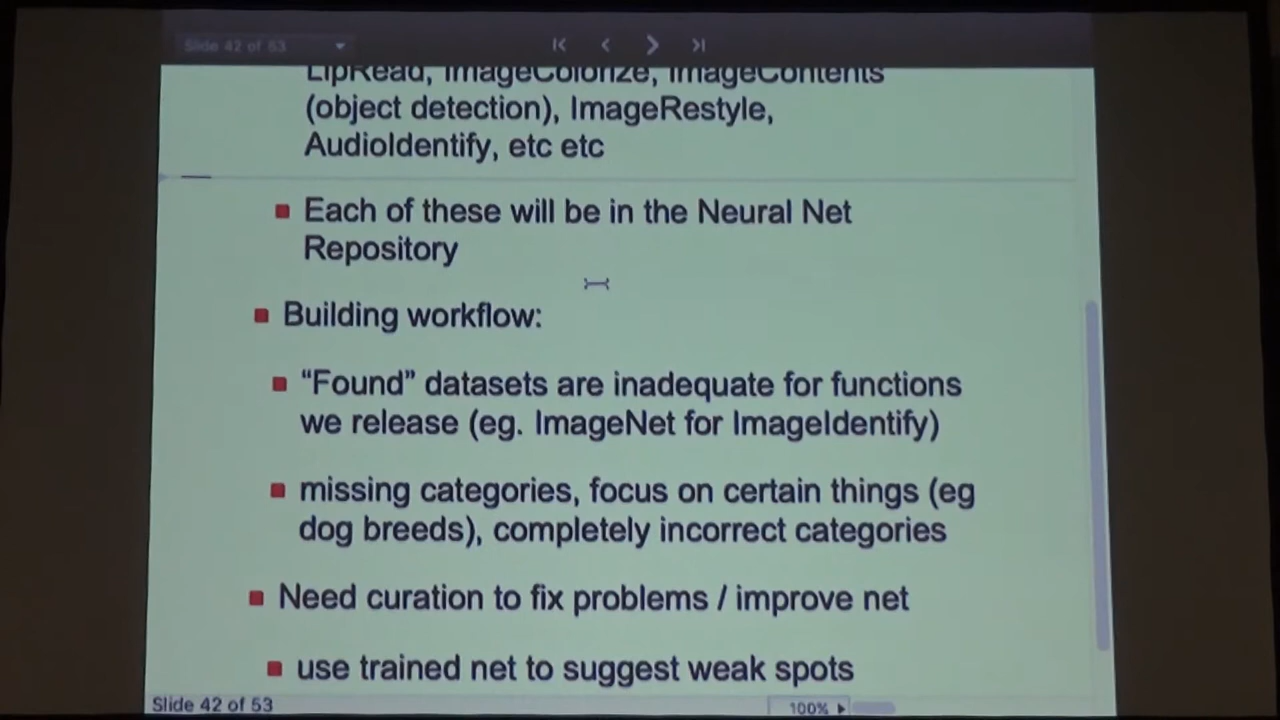 Slide 42 of 53
LipRead, ImageColorize, ImageContents
(object detection), ImageRestyle,
AudioIdentify, etc etc
Each of these will be in the Neural Net
Repository
Building workflow:
“Found” datasets are inadequate for functions
we release (eg. ImageNet for ImageIdentify)
missing categories, focus on certain things (eg
dog breeds), completely incorrect categories
Need curation to fix problems / improve net
use trained net to suggest weak spots
Slide 42 of 53
100%